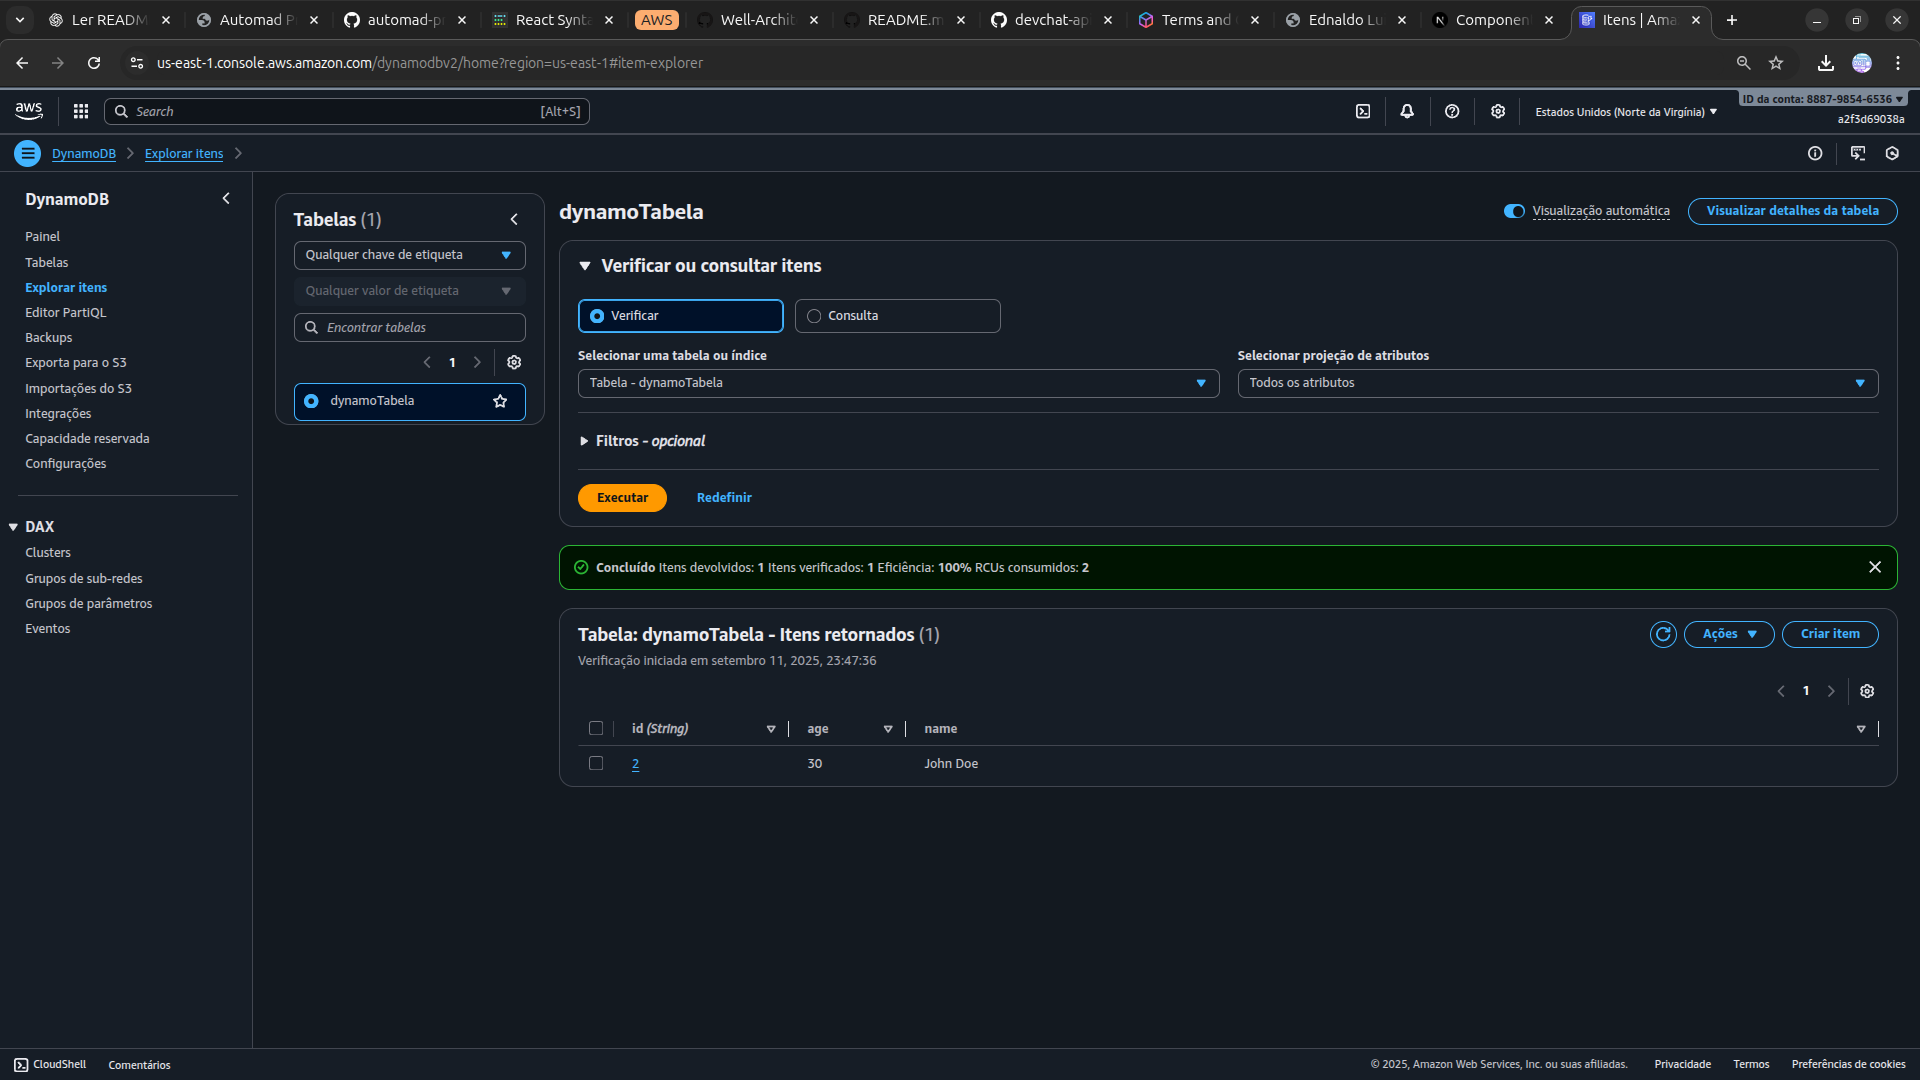 Ler READM
Automad P
automad-p
React Synta
AWS
Well-Archit
README.m
devchat-ap
Terms and
Ednaldo Lu
Component
Itens | Ama
us-east-1.console.aws.amazon.com/dynamodbv2/home?region=us-east-1#item-explorer
aws
Search
[Alt+S]
Estados Unidos (Norte da Virgínia)
ID da conta: 8887-9854-6536
a2f3d69038a
DynamoDB
Explorar itens
DynamoDB
Painel
Tabelas
Explorar itens
Editor PartiQL
Backups
Exporta para o S3
Importações do S3
Integrações
Capacidade reservada
Configurações
DAX
Clusters
Grupos de sub-redes
Grupos de parâmetros
Eventos
Tabelas (1)
Qualquer chave de etiqueta
Qualquer valor de etiqueta
Encontrar tabelas
1
dynamoTabela
dynamoTabela
Visualização automática
Visualizar detalhes da tabela
Verificar ou consultar itens
Verificar
Consulta
Selecionar uma tabela ou índice
Selecionar projeção de atributos
Tabela - dynamoTabela
Todos os atributos
Filtros - opcional
Executar
Redefinir
Concluído Itens devolvidos: 1 Itens verificados: 1 Eficiência: 100% RCUs consumidos: 2
Tabela: dynamoTabela - Itens retornados (1)
Verificação iniciada em setembro 11, 2025, 23:47:36
Ações
Criar item
1
id (String)
age
name
2
30
John Doe
CloudShell
Comentários
© 2025, Amazon Web Services, Inc. ou suas afiliadas.
Privacidade
Termos
Preferências de cookies